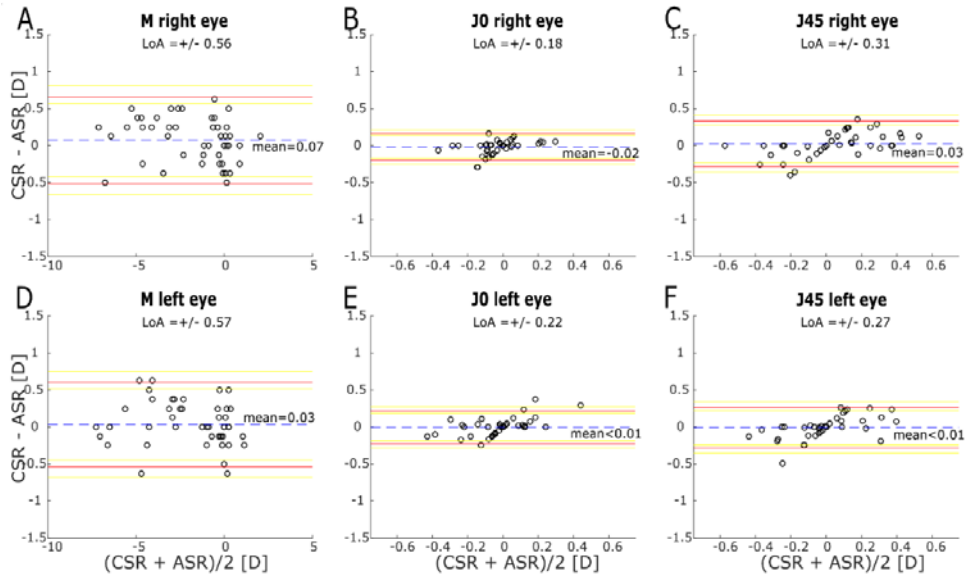 A
M right eye
LoA =+/- 0.56
CSR - ASR [D]
1.5
1
0.5
0
-0.5
-1
-1.5
mean=0.07
-10
-5
0
5
B
J0 right eye
LoA =+/- 0.18
1.5
1
0.5
0
-0.5
-1
-1.5
mean=-0.02
-0.6
-0.4
-0.2
0
0.2
0.4
0.6
C
J45 right eye
LoA =+/- 0.31
1.5
1
0.5
0
-0.5
-1
-1.5
mean=0.03
-0.6
-0.4
-0.2
0
0.2
0.4
0.6
D
M left eye
LoA =+/- 0.57
CSR - ASR [D]
1.5
1
0.5
0
-0.5
-1
-1.5
mean=0.03
-10
-5
0
5
(CSR + ASR)/2 [D]
E
J0 left eye
LoA =+/- 0.22
1.5
1
0.5
0
-0.5
-1
-1.5
mean<0.01
-0.6
-0.4
-0.2
0
0.2
0.4
0.6
(CSR + ASR)/2 [D]
F
J45 left eye
LoA =+/- 0.27
1.5
1
0.5
0
-0.5
-1
-1.5
mean<0.01
-0.6
-0.4
-0.2
0
0.2
0.4
0.6
(CSR + ASR)/2 [D]